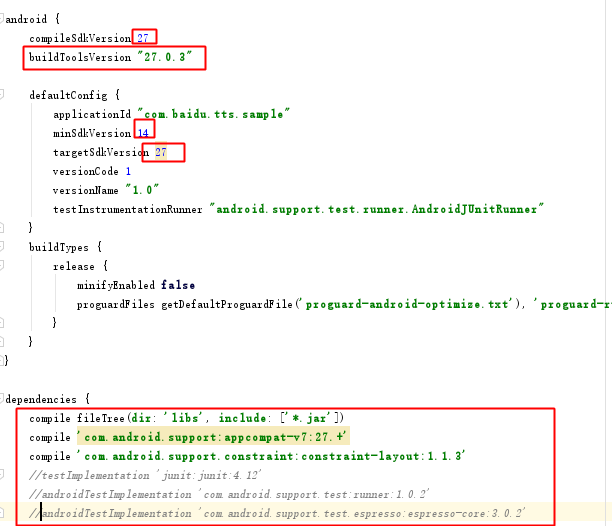 android {
compileSdkVersion 27
buildToolsVersion "27.0.3"
defaultConfig {
applicationId "com.baidu.tts.sample"
minSdkVersion 14
targetSdkVersion 27
versionCode 1
versionName "1.0"
testInstrumentationRunner "android.support.test.runner.AndroidJUnitRunner"
}
buildTypes {
release {
minifyEnabled false
proguardFiles getDefaultProguardFile('proguard-android-optimize.txt'), 'proguard-r
}
}
}
dependencies {
compile fileTree(dir: 'libs', include: ['*.jar'])
compile 'com.android.support:appcompat-v7:27.+'
compile 'com.android.support.constraint:constraint-layout:1.1.3'
//testImplementation 'junit:junit:4.12'
//androidTestImplementation 'com.android.support.test:runner:1.0.2'
//androidTestImplementation 'com.android.support.test.espresso:espresso-core:3.0.2'